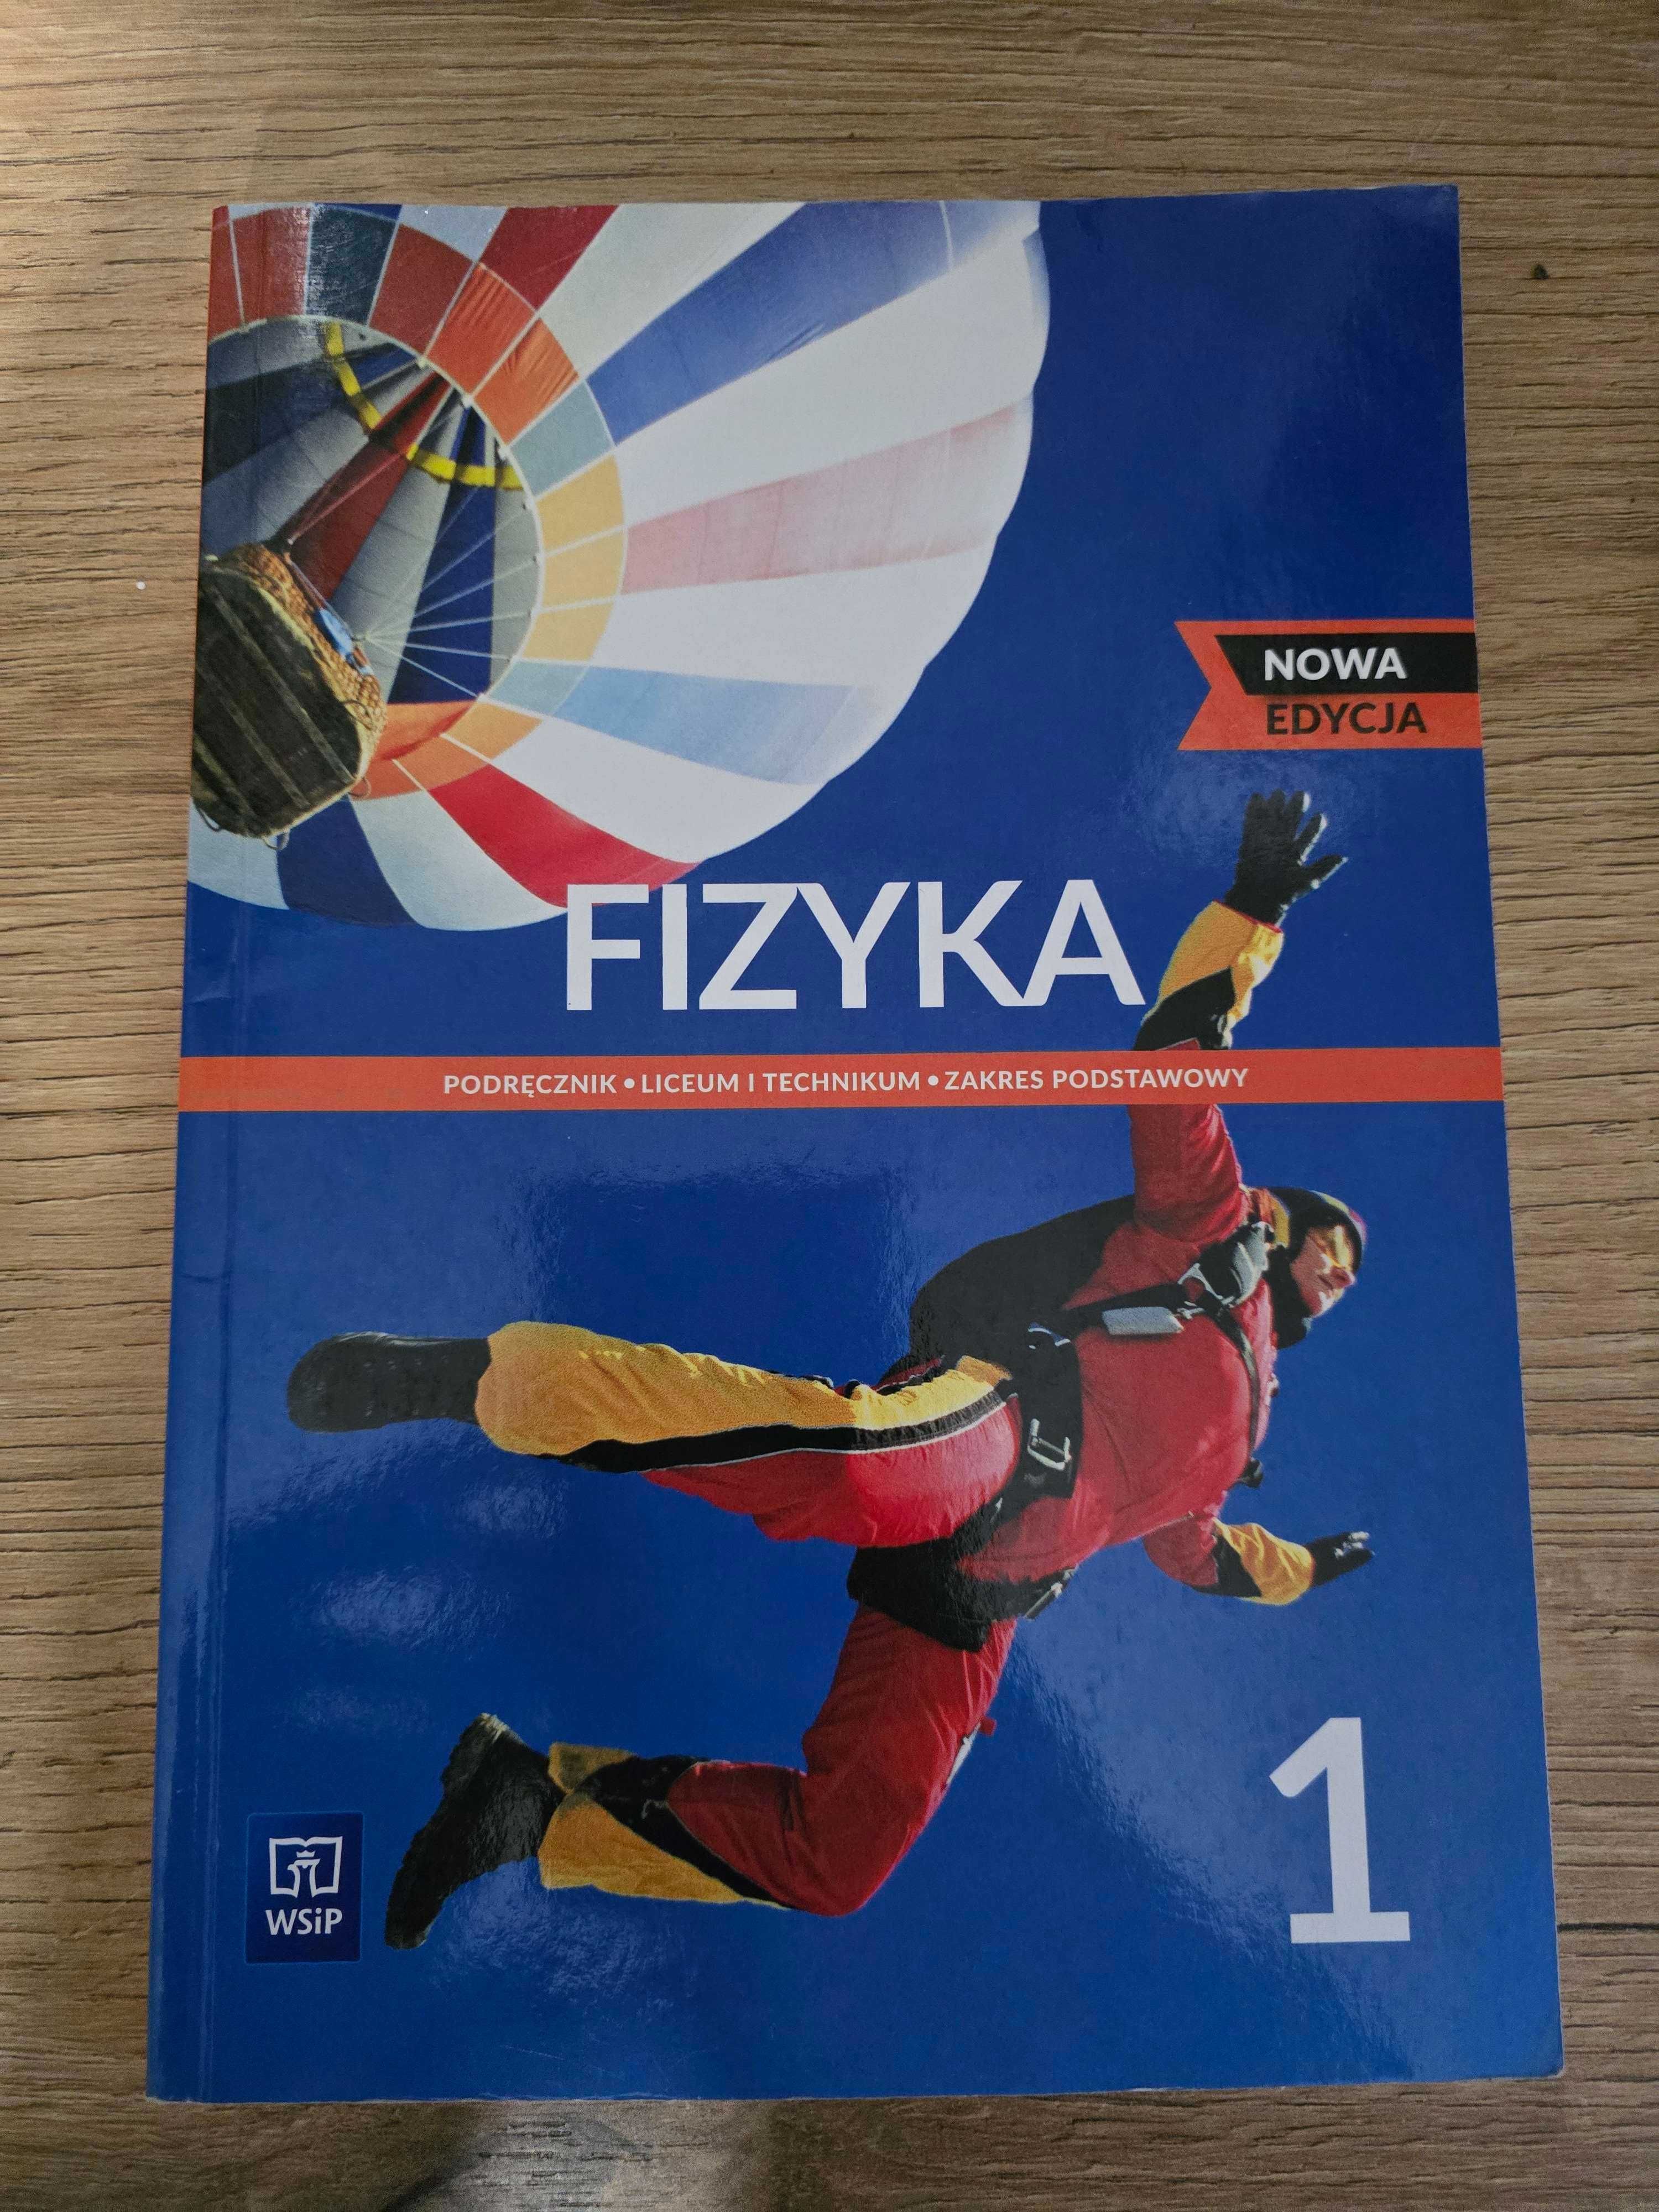 NOWA
EDYCJA
FIZYKA
PODRĘCZNIK • LICEUM I TECHNIKUM • ZAKRES PODSTAWOWY
1
WSiP